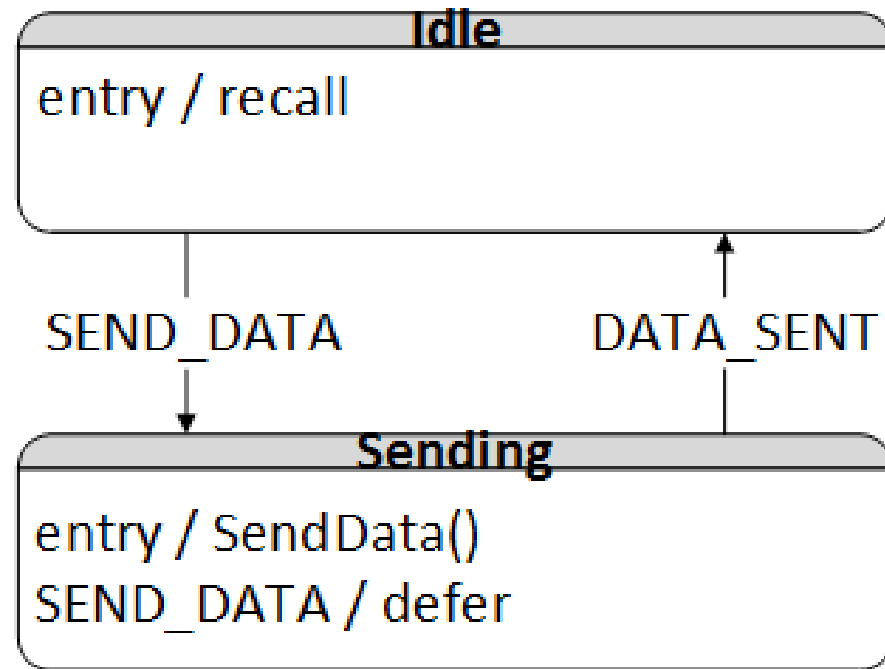 Idle
entry / recall
SEND_DATA
DATA_SENT
Sending
entry / SendData()
SEND_DATA / defer